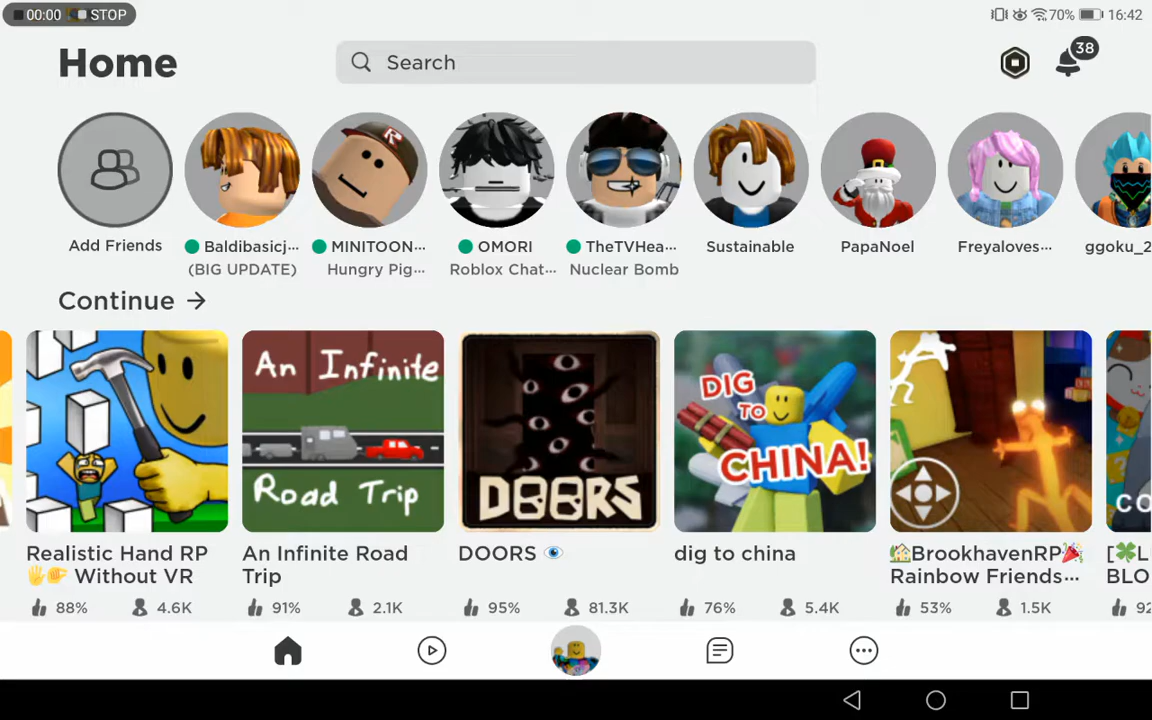 00:00 STOP
70% 16:42
Home
Search
38
Add Friends
Baldibasicj...
(BIG UPDATE)
MINITOON...
Hungry Pig...
OMORI
Roblox Chat...
TheTVHea...
Nuclear Bomb
Sustainable
PapaNoel
Freyaloves...
ggoku_2
Continue →
An Infinite
Road Trip
DOORS
DIG
TO
CHINA!
CO
Realistic Hand RP
🖐️🤛 Without VR
88% 4.6K
An Infinite Road
Trip
91% 2.1K
DOORS 👁️
95% 81.3K
dig to china
76% 5.4K
🏠BrookhavenRP🎉
Rainbow Friends...
53% 1.5K
[🍀L
BLO
92